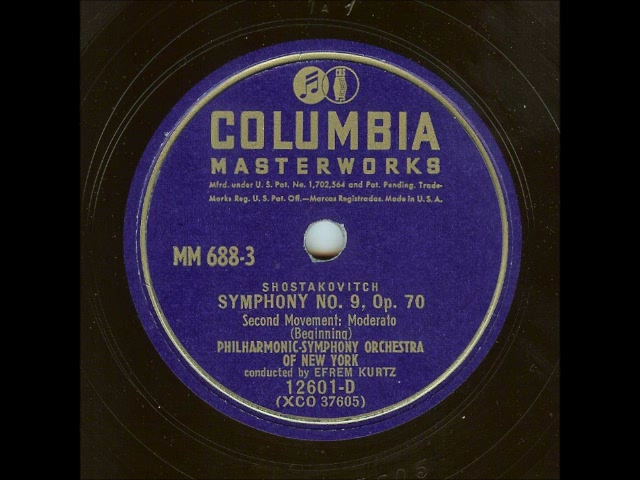 COLUMBIA
MASTERWORKS
Mfrd. under U. S. Pat. No. 1,702,564 and Pat. Pending. Trade-
Marks Reg. U. S. Pat. Off.—Marcas Registradas. Made in U. S. A.
MM 688-3
SHOSTAKOVITCH
SYMPHONY NO. 9, Op. 70
Second Movement: Moderato
(Beginning)
PHILHARMONIC-SYMPHONY ORCHESTRA
OF NEW YORK
conducted by EFREM KURTZ
12601-D
(XCO 37605)